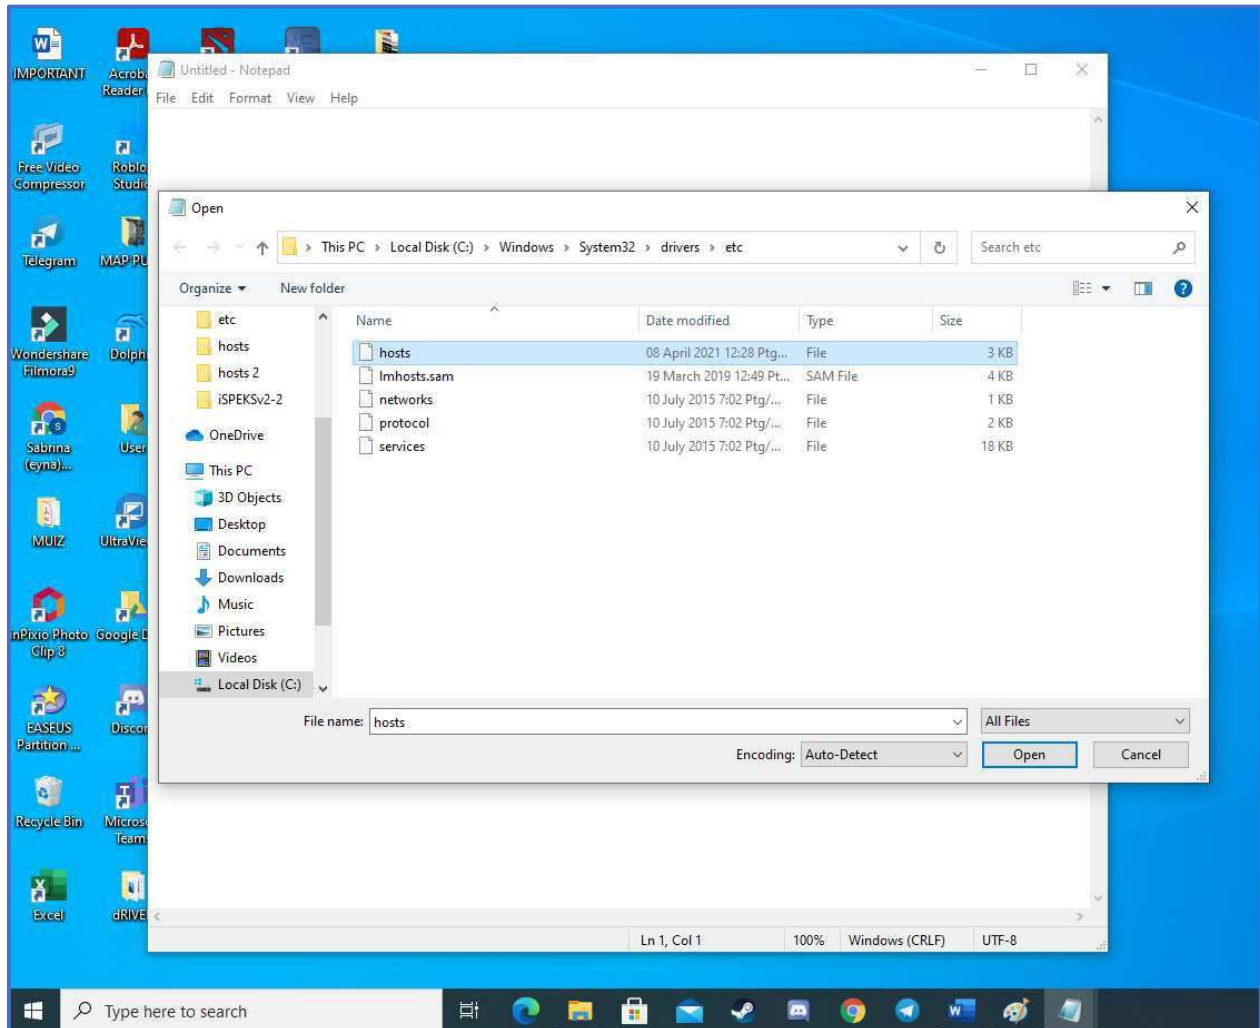 IMPORTANT
Acroba
Reader
Free Video
Compressor
Roblo
Studio
Telegram
MAP PU
Wondershare
Filmora9
Dolph
Sabrina
(eyna)...
User
MUIZ
UltraVie
inPixio Photo
Clip 8
Google D
EASEUS
Partition ...
Discor
Recycle Bin
Micros
Team
Excel
dRIVE
Untitled - Notepad
File Edit Format View Help
Open
This PC > Local Disk (C:) > Windows > System32 > drivers > etc
Search etc
Organize New folder
etc
hosts
hosts 2
iSPEKSv2-2
OneDrive
This PC
3D Objects
Desktop
Documents
Downloads
Music
Pictures
Videos
Local Disk (C:)
Name Date modified Type Size
hosts 08 April 2021 12:28 Ptg... File 3 KB
lmhosts.sam 19 March 2019 12:49 Pt... SAM File 4 KB
networks 10 July 2015 7:02 Ptg/... File 1 KB
protocol 10 July 2015 7:02 Ptg/... File 2 KB
services 10 July 2015 7:02 Ptg/... File 18 KB
File name: hosts All Files
Encoding: Auto-Detect Open Cancel
Ln 1, Col 1 100% Windows (CRLF) UTF-8
Type here to search